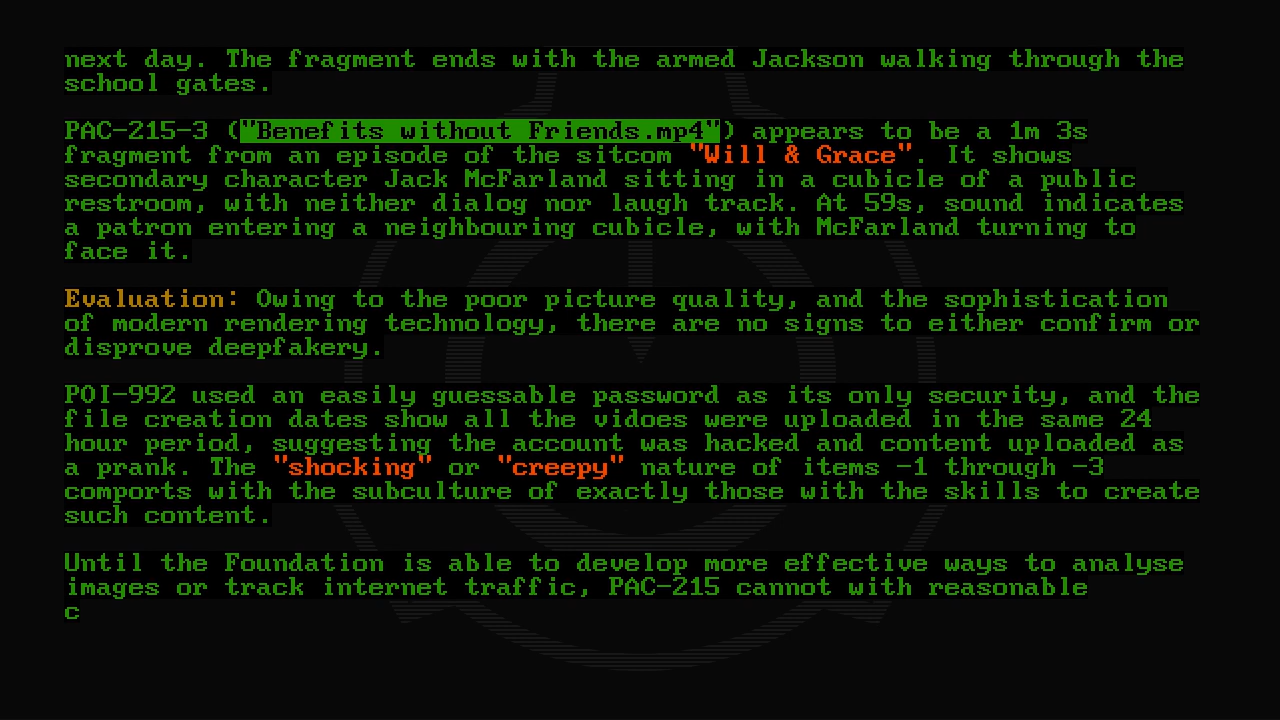 next day. The fragment ends with the armed Jackson walking through the
school gates.
PAC-215-3 ("Benefits without Friends.mp4") appears to be a 1m 3s
fragment from an episode of the sitcom "Will & Grace". It shows
secondary character Jack McFarland sitting in a cubicle of a public
restroom, with neither dialog nor laugh track. At 59s, sound indicates
a patron entering a neighbouring cubicle, with McFarland turning to
face it.
Evaluation: Owing to the poor picture quality, and the sophistication
of modern rendering technology, there are no signs to either confirm or
disprove deepfakery.
POI-992 used an easily guessable password as its only security, and the
file creation dates show all the vidoes were uploaded in the same 24
hour period, suggesting the account was hacked and content uploaded as
a prank. The "shocking" or "creepy" nature of items -1 through -3
comports with the subculture of exactly those with the skills to create
such content.
Until the Foundation is able to develop more effective ways to analyse
images or track internet traffic, PAC-215 cannot with reasonable
c